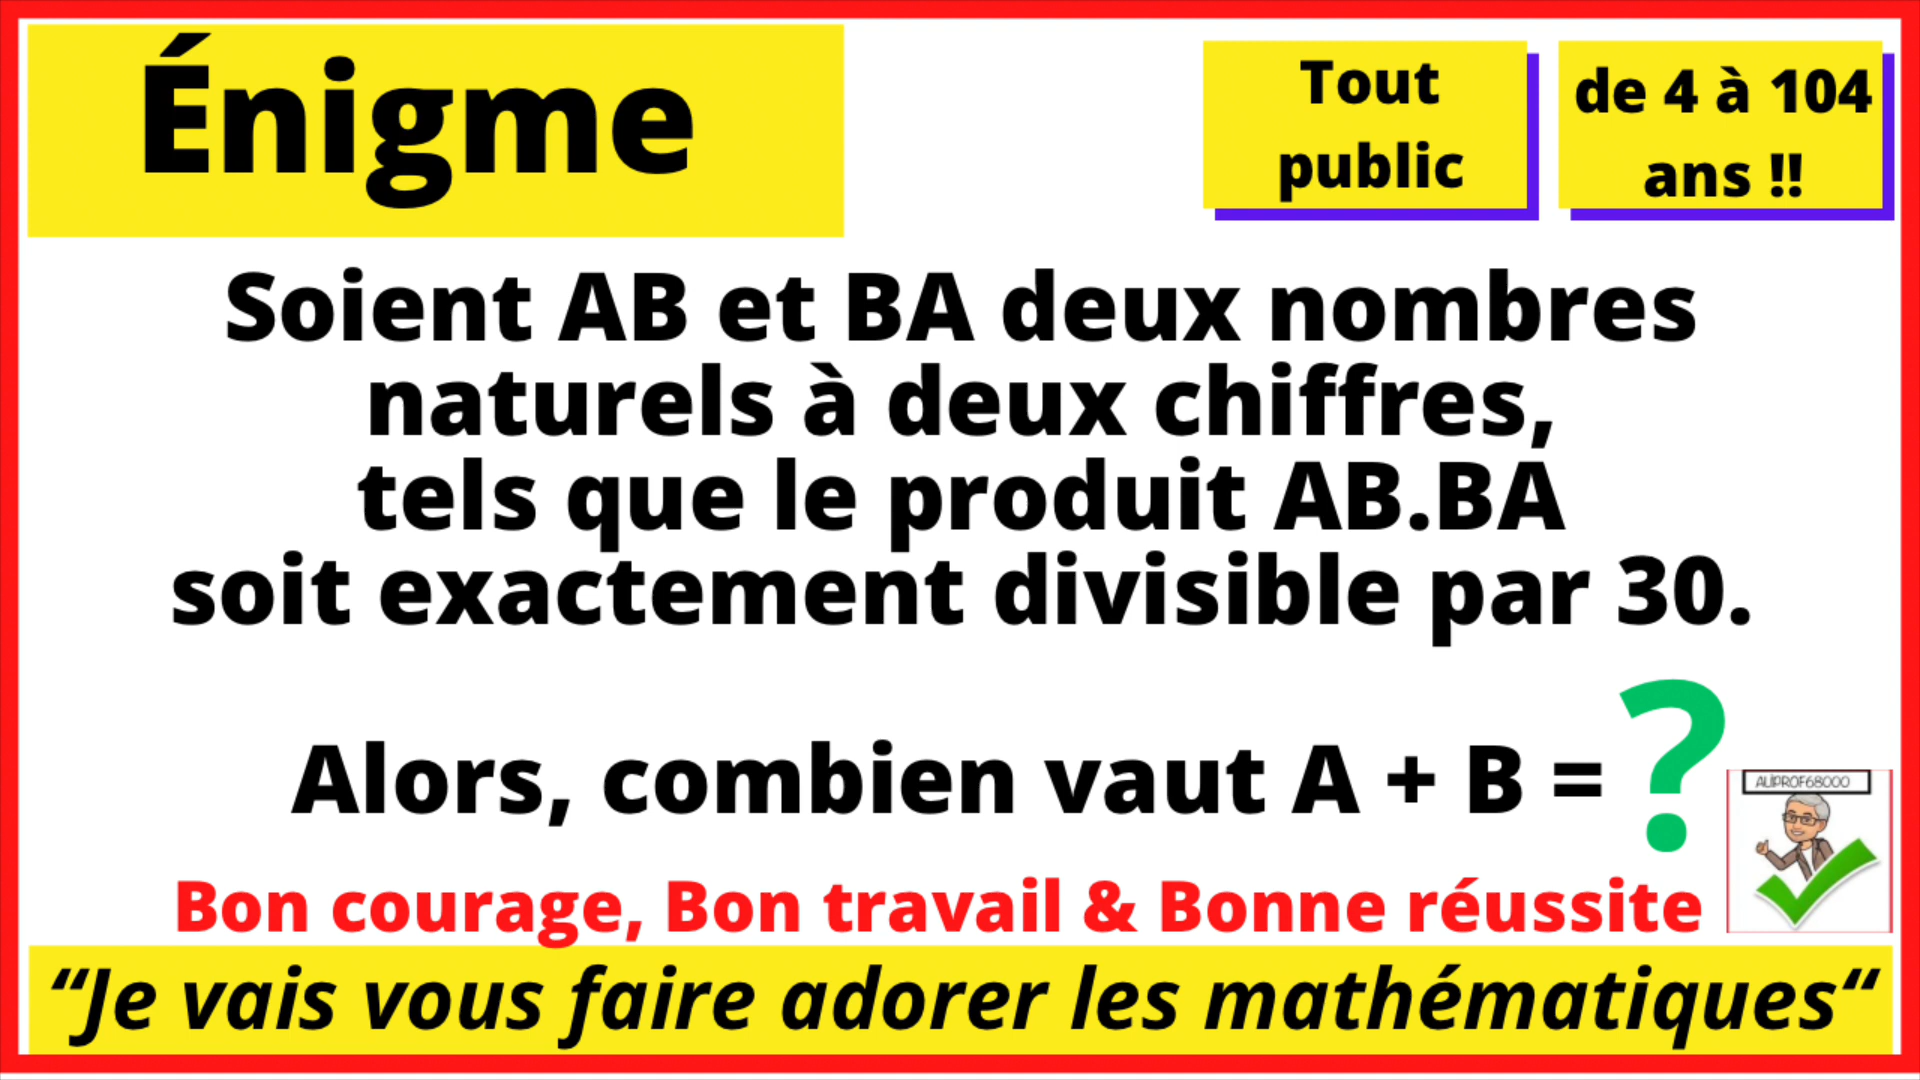 Énigme
Tout
public
de 4 à 104
ans !!
Soient AB et BA deux nombres
naturels à deux chiffres,
tels que le produit AB.BA
soit exactement divisible par 30.
Alors, combien vaut A + B = ?
ALIPROF68000
Bon courage, Bon travail & Bonne réussite
“Je vais vous faire adorer les mathématiques“